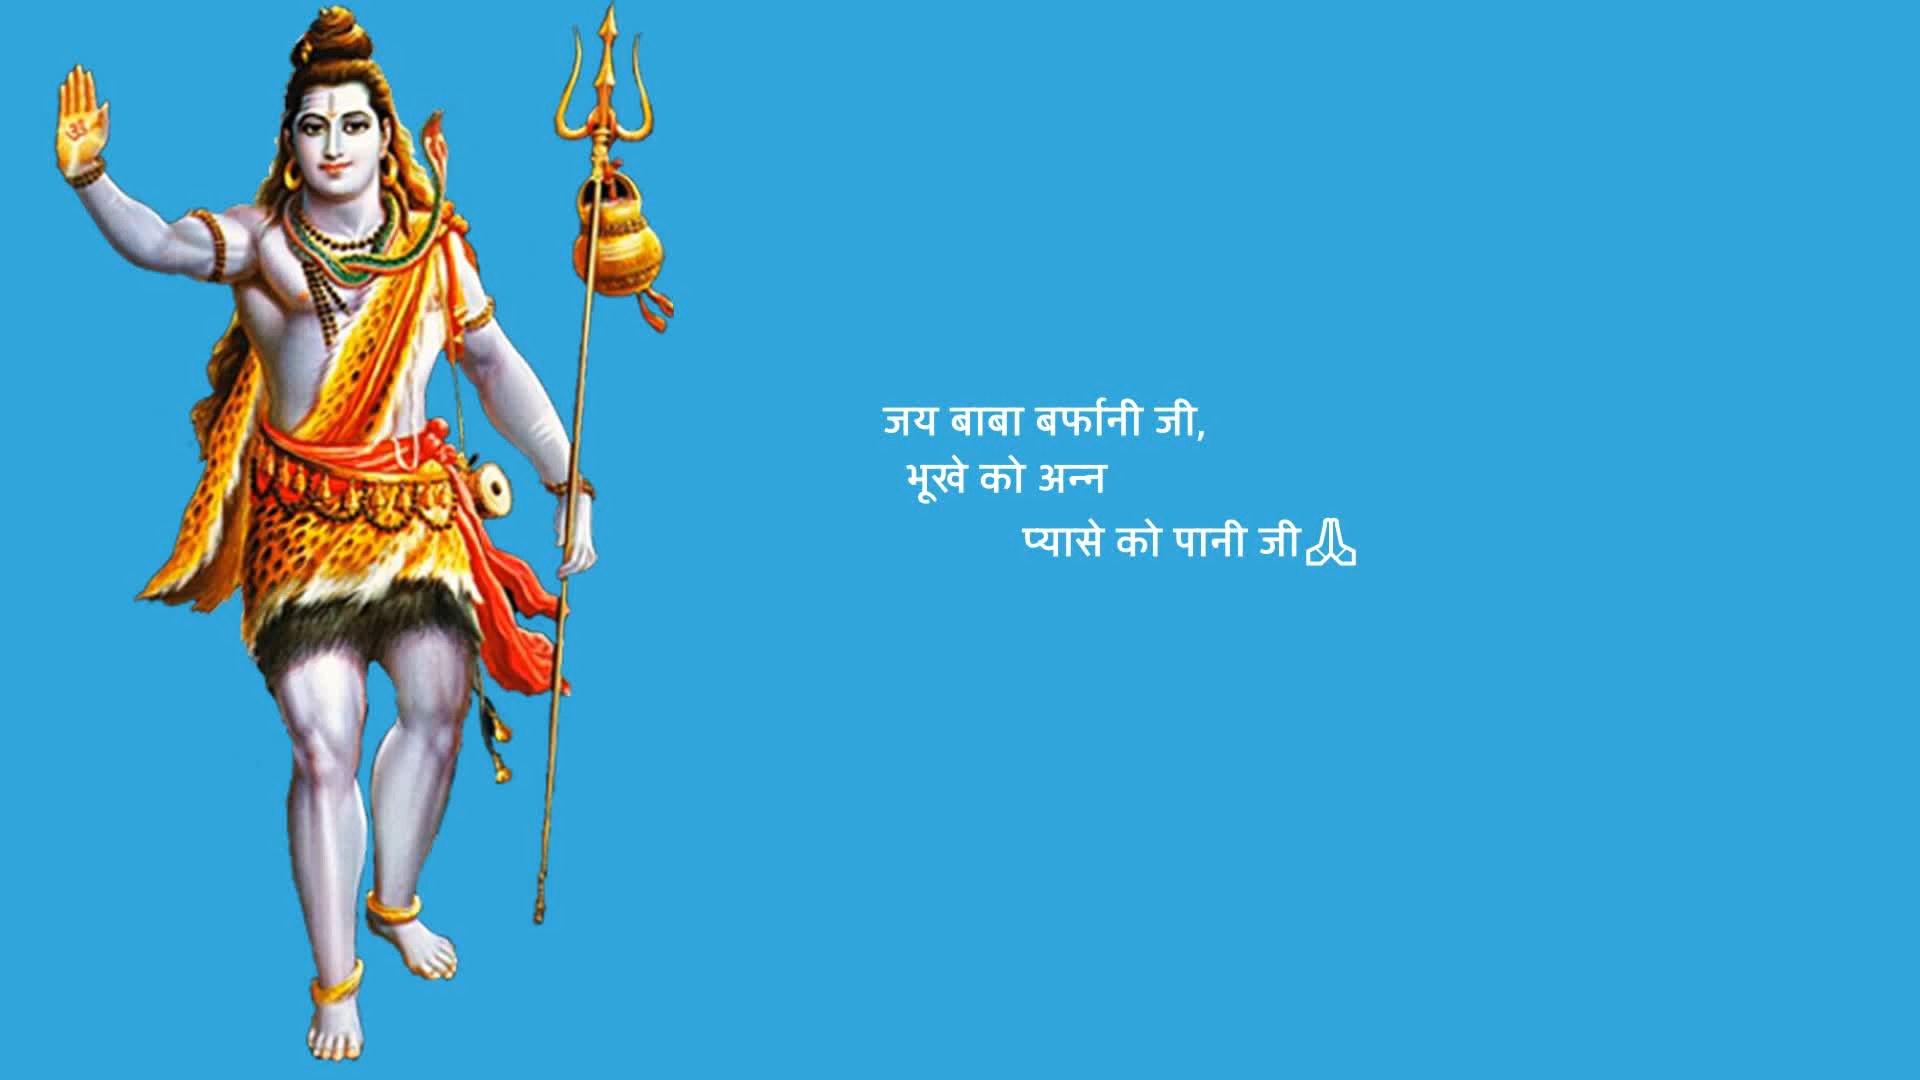 ॐ
जय बाबा बर्फानी जी,
भूखे को अन्न
प्यासे को पानी जी🙏